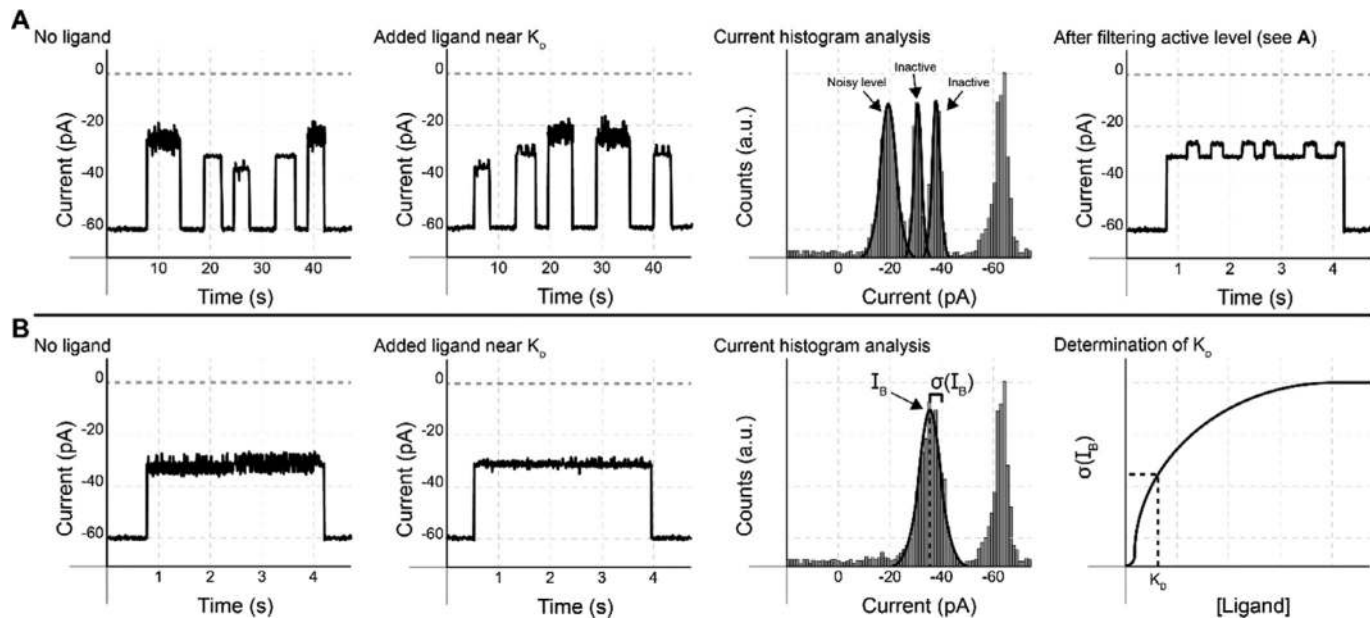 A
No ligand
Current (pA)
0
-20
-40
-60
10 20 30 40
Time (s)
Added ligand near K_D
Current (pA)
0
-20
-40
-60
10 20 30 40
Time (s)
Current histogram analysis
Counts (a.u.)
Noisy level
Inactive
Inactive
0 -20 -40 -60
Current (pA)
After filtering active level (see A)
Current (pA)
0
-20
-40
-60
1 2 3 4
Time (s)
B
No ligand
Current (pA)
0
-20
-40
-60
1 2 3 4
Time (s)
Added ligand near K_D
Current (pA)
0
-20
-40
-60
1 2 3 4
Time (s)
Current histogram analysis
Counts (a.u.)
I_B
σ(I_B)
0 -20 -40 -60
Current (pA)
Determination of K_D
σ(I_B)
K_D
[Ligand]